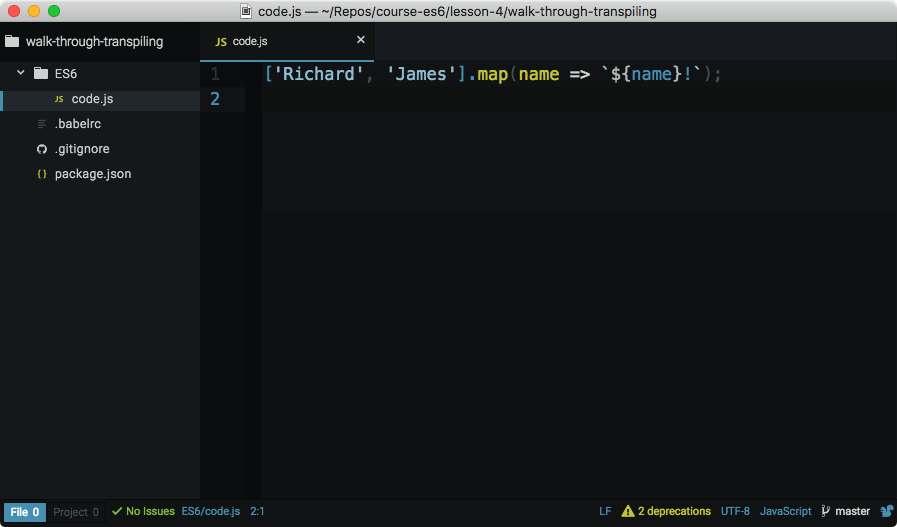 code.js — ~/Repos/course-es6/lesson-4/walk-through-transpiling
walk-through-transpiling
JS code.js ×
ES6
JS code.js
.babelrc
.gitignore
{} package.json
1 ['Richard', 'James'].map(name => `${name}!`);
2
File 0 Project 0 No Issues ES6/code.js 2:1 LF 2 deprecations UTF-8 JavaScript master